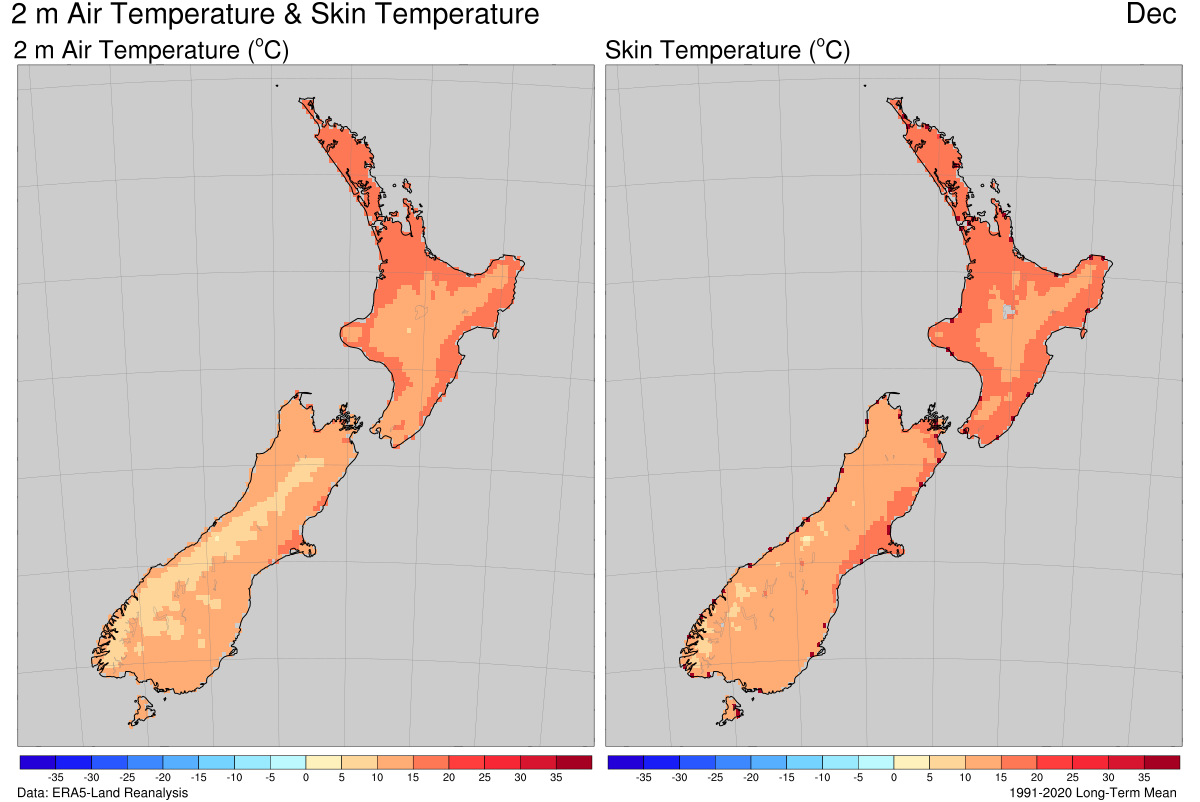 2 m Air Temperature & Skin Temperature Dec
2 m Air Temperature (°C) Skin Temperature (°C)
-35 -30 -25 -20 -15 -10 -5 0 5 10 15 20 25 30 35 -35 -30 -25 -20 -15 -10 -5 0 5 10 15 20 25 30 35
Data: ERA5-Land Reanalysis 1991-2020 Long-Term Mean